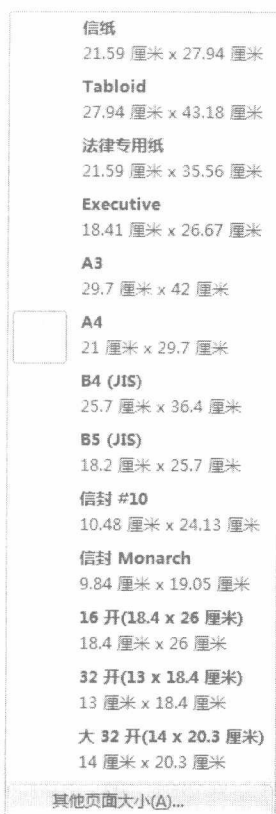 信纸
21.59 厘米 x 27.94 厘米
Tabloid
27.94 厘米 x 43.18 厘米
法律专用纸
21.59 厘米 x 35.56 厘米
Executive
18.41 厘米 x 26.67 厘米
A3
29.7 厘米 x 42 厘米
A4
21 厘米 x 29.7 厘米
B4 (JIS)
25.7 厘米 x 36.4 厘米
B5 (JIS)
18.2 厘米 x 25.7 厘米
信封 #10
10.48 厘米 x 24.13 厘米
信封 Monarch
9.84 厘米 x 19.05 厘米
16 开(18.4 x 26 厘米)
18.4 厘米 x 26 厘米
32 开(13 x 18.4 厘米)
13 厘米 x 18.4 厘米
大 32 开(14 x 20.3 厘米)
14 厘米 x 20.3 厘米
其他页面大小(A)...